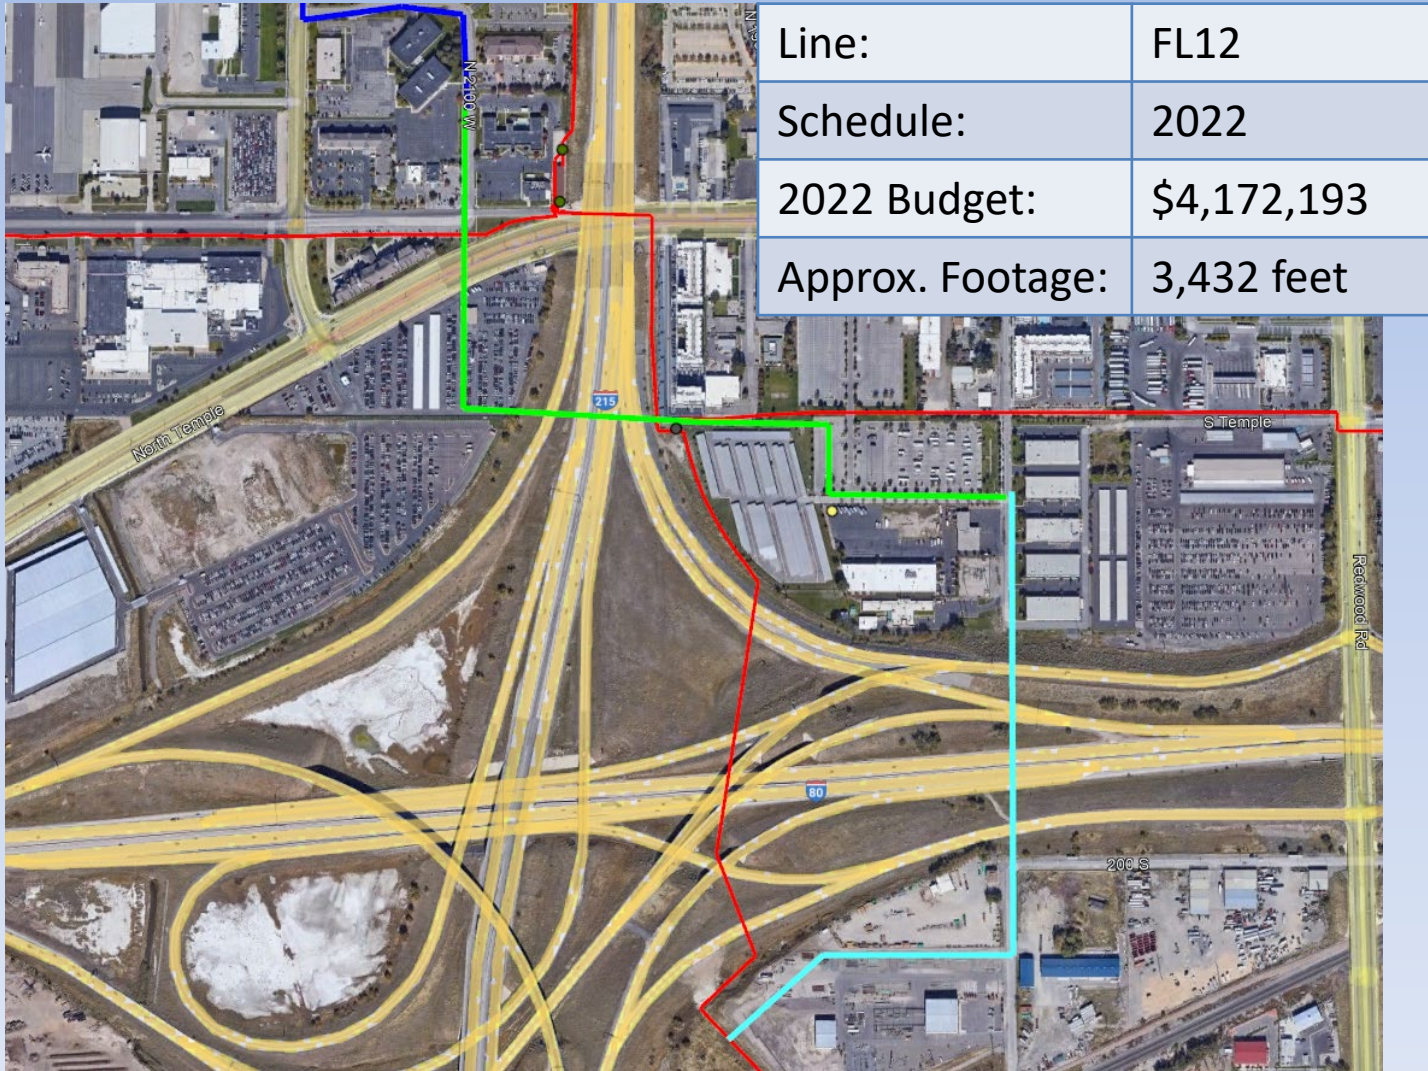 Line: FL12
Schedule: 2022
2022 Budget: $4,172,193
Approx. Footage: 3,432 feet
N 2100 W
215
North Temple
S Temple
Redwood Rd
80
200 S